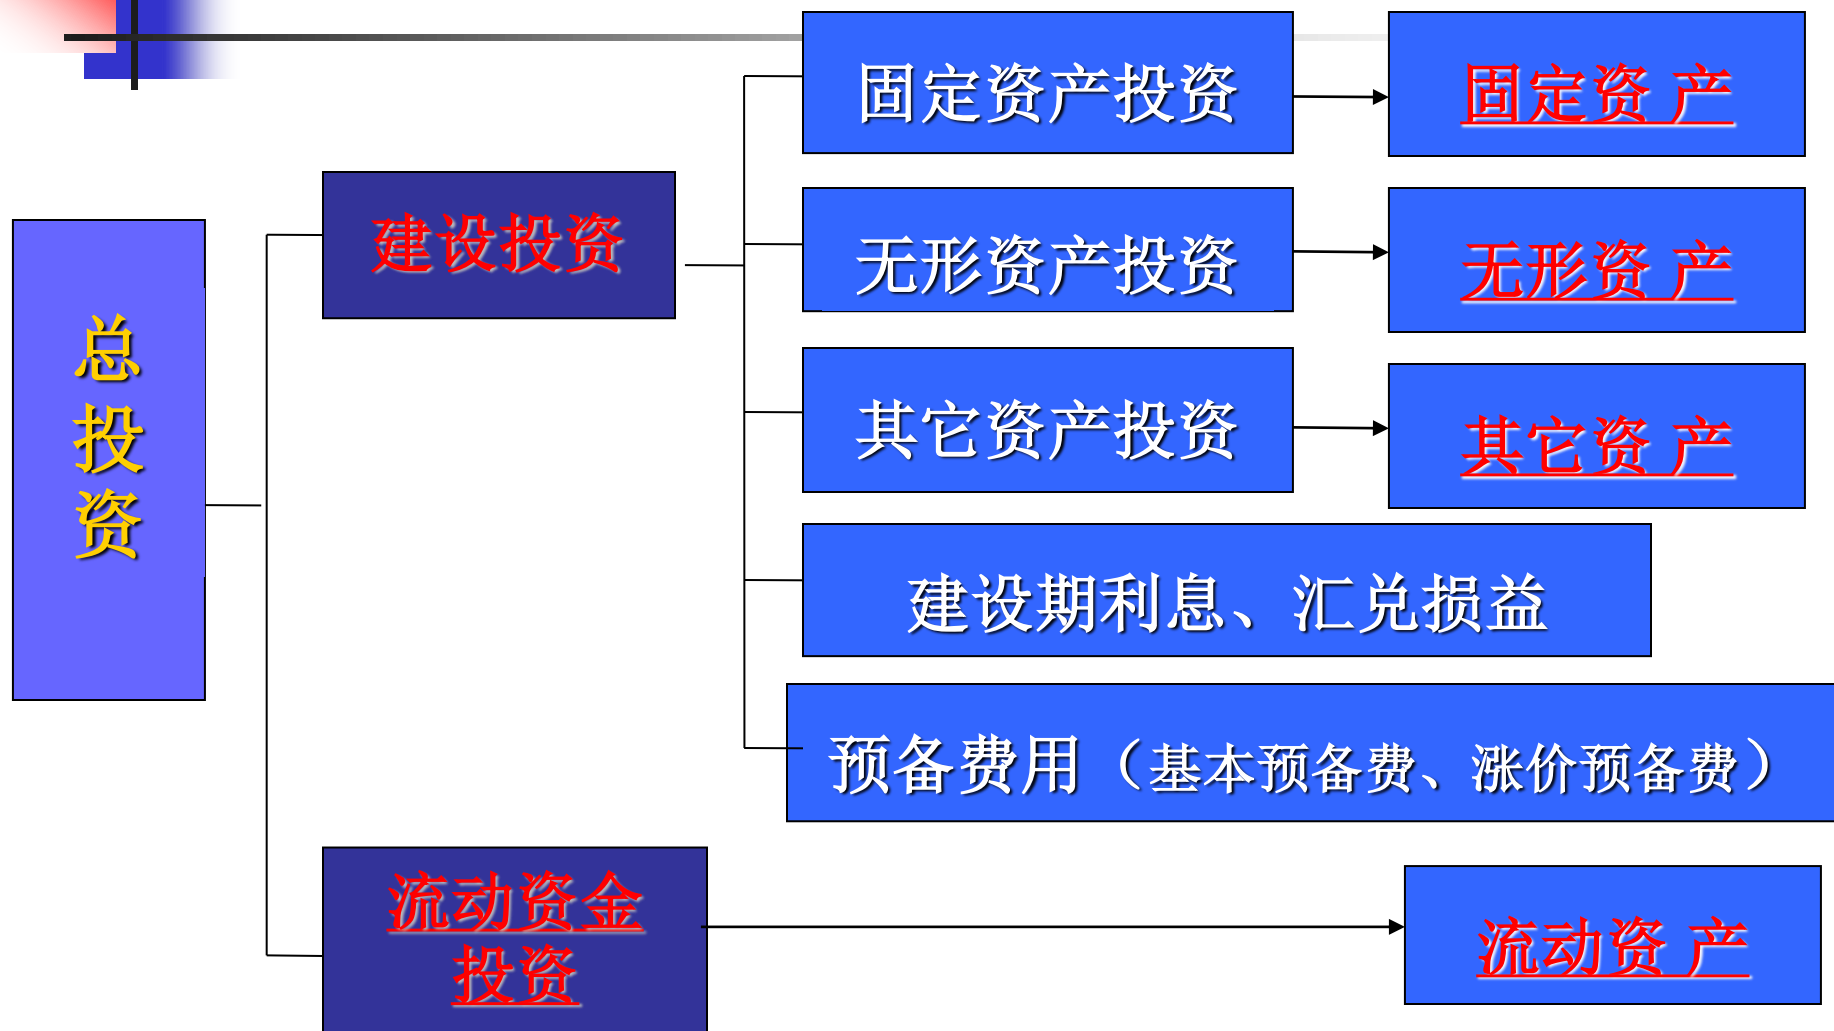 总
投
资
建设投资
固定资产投资
固定资 产
无形资产投资
无形资 产
其它资产投资
其它资 产
建设期利息、汇兑损益
预备费用（基本预备费、涨价预备费）
流动资金
投资
流动资 产